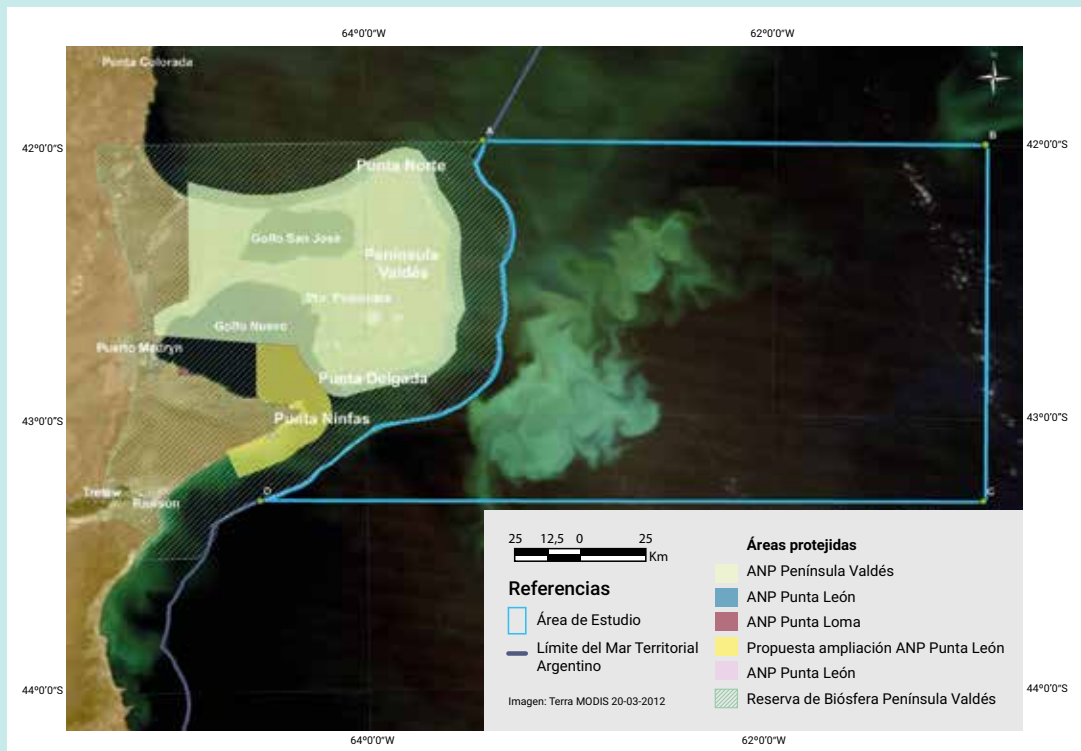 64°0'0"W
62°0'0"W
Punta Colorada
A
B
42°0'0"S
42°0'0"S
Punta Norte
Golfo San José
Península
Valdés
Golfo Nuevo
Puerto Madryn
Punta Delgada
43°0'0"S
Punta Ninfas
43°0'0"S
Trelew
Rawson
D
C
25 12,5 0 25
Km
Referencias
Área de Estudio
Límite del Mar Territorial
Argentino
Imagen: Terra MODIS 20-03-2012
Áreas protejidas
ANP Península Valdés
ANP Punta León
ANP Punta Loma
Propuesta ampliación ANP Punta León
ANP Punta León
Reserva de Biósfera Península Valdés
44°0'0"S
44°0'0"S
64°0'0"W
62°0'0"W